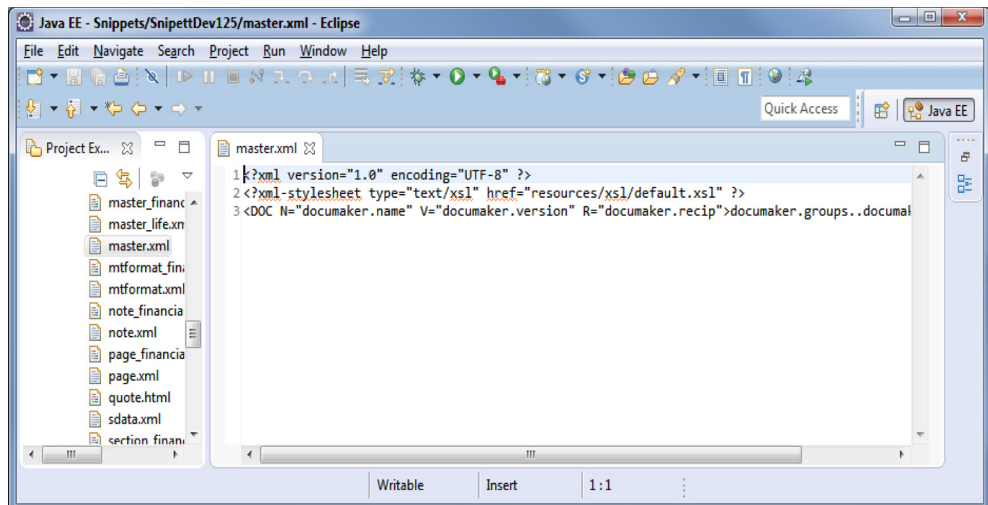 Java EE - Snippets/SnipettDev125/master.xml - Eclipse
File Edit Navigate Search Project Run Window Help
Quick Access
Java EE
Project Ex...
master_financ
master_life.xm
master.xml
mtformat_fina
mtformat.xml
note_financia
note.xml
page_financia
page.xml
quote.html
sdata.xml
section_finan
master.xml
1 <?xml version="1.0" encoding="UTF-8" ?>
2 <?xml-stylesheet type="text/xsl" href="resources/xsl/default.xsl" ?>
3 <DOC N="documaker.name" V="documaker.version" R="documaker.recip">documaker.groups..documak
Writable Insert 1:1